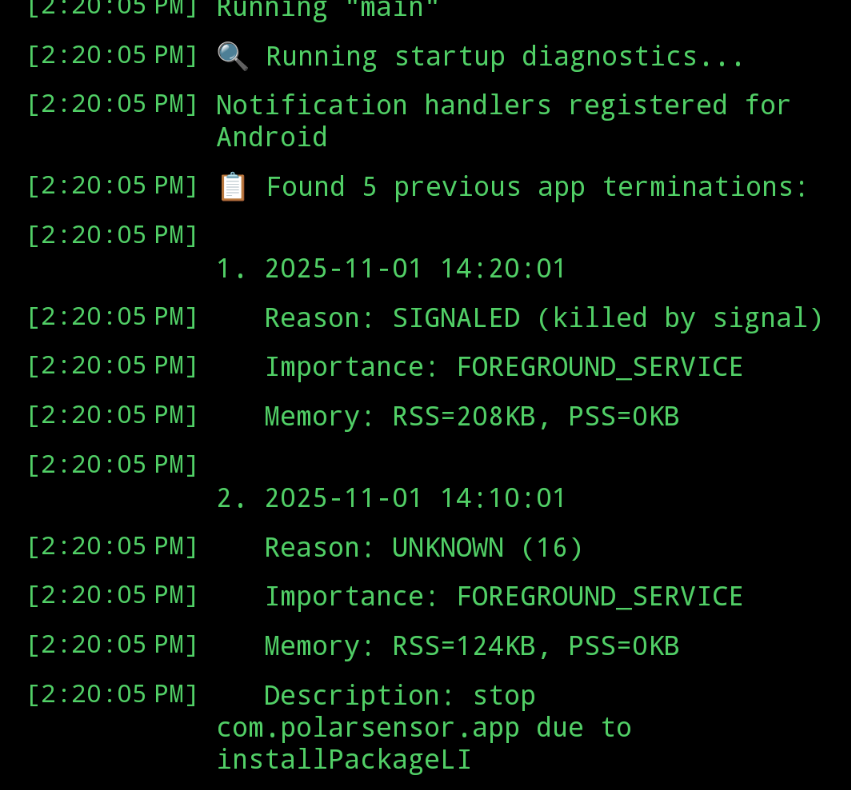 [2:20:05 PM] Running "main"
[2:20:05 PM] 🔍 Running startup diagnostics...
[2:20:05 PM] Notification handlers registered for
Android
[2:20:05 PM] 📋 Found 5 previous app terminations:
[2:20:05 PM]
1. 2025-11-01 14:20:01
[2:20:05 PM] Reason: SIGNALED (killed by signal)
[2:20:05 PM] Importance: FOREGROUND_SERVICE
[2:20:05 PM] Memory: RSS=208KB, PSS=0KB
[2:20:05 PM]
2. 2025-11-01 14:10:01
[2:20:05 PM] Reason: UNKNOWN (16)
[2:20:05 PM] Importance: FOREGROUND_SERVICE
[2:20:05 PM] Memory: RSS=124KB, PSS=0KB
[2:20:05 PM] Description: stop
com.polarsensor.app due to
installPackageLI